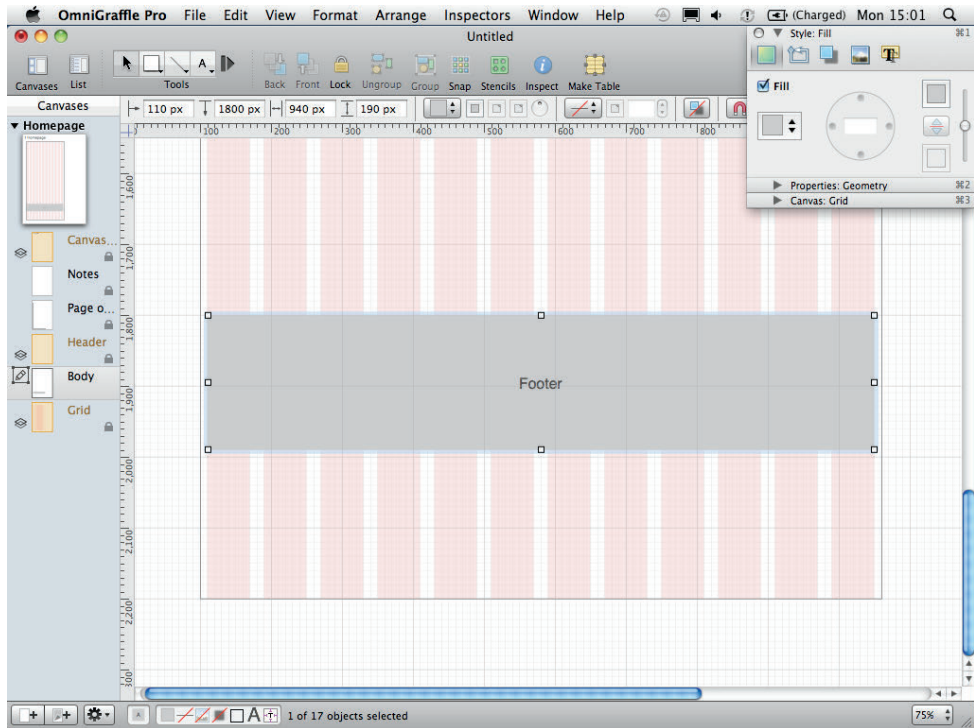 OmniGraffle Pro File Edit View Format Arrange Inspectors Window Help (Charged) Mon 15:01
Untitled
Style: Fill ⌘1
Canvases List Tools Back Front Lock Ungroup Group Snap Stencils Inspect Make Table
Fill
Canvases 110 px 1800 px 940 px 190 px
Homepage
100 200 300 400 500 600 700 800
1,600
Properties: Geometry ⌘2
Canvas: Grid ⌘3
Canvas...
1,700
Notes
Page o...
1,800
Header
Body
Footer
1,900
Grid
2,000
2,100
2,200
300
1 of 17 objects selected 75%